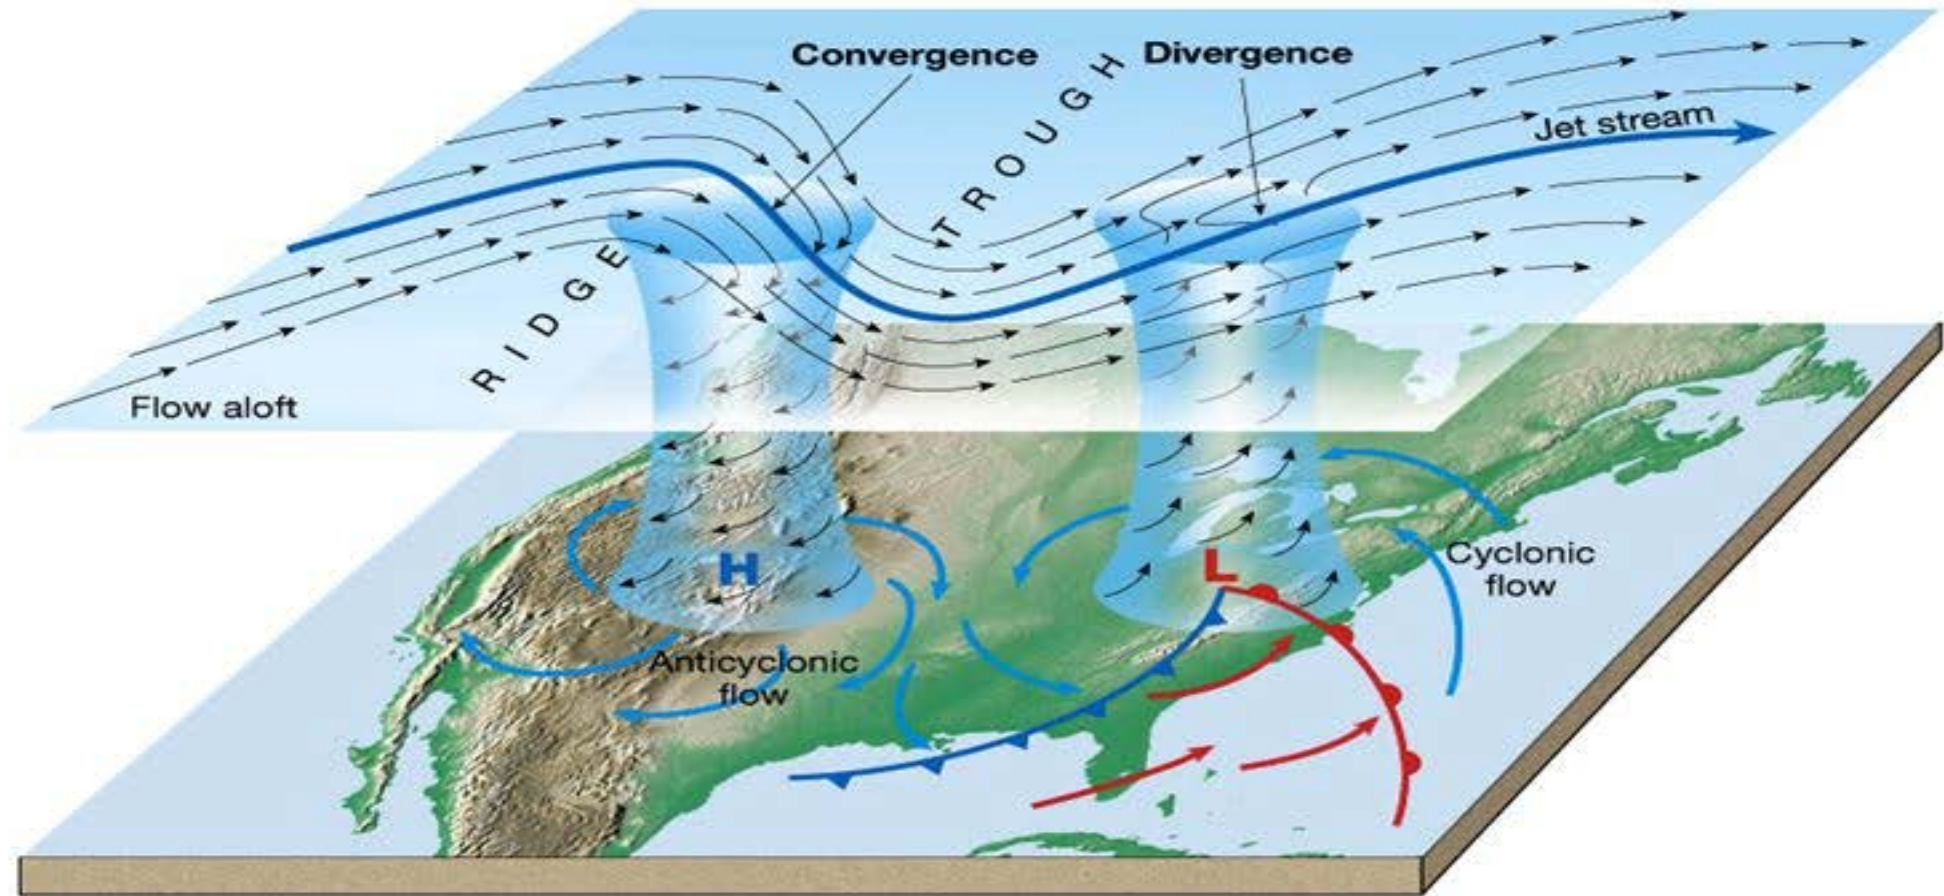 Convergence
Divergence
TROUGH
Jet stream
RIDGE
Flow aloft
H
L
Cyclonic
flow
Anticyclonic
flow